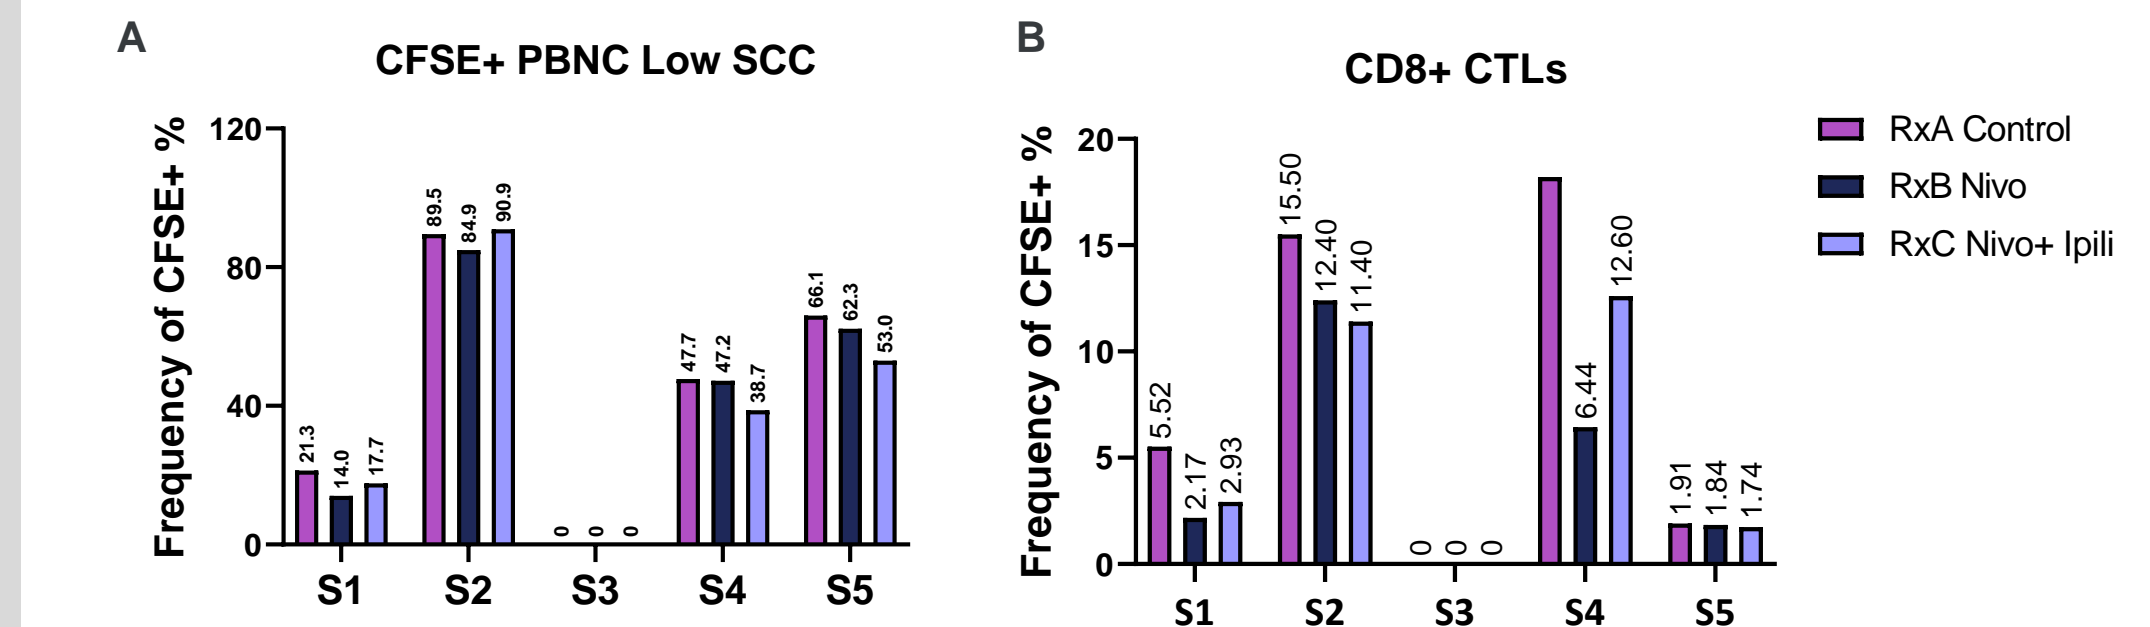 A
CFSE+ PBNC Low SCC
Frequency of CFSE+ %
120
80
40
0
21.3
14.0
17.7
89.5
84.9
90.9
0
0
0
47.7
47.2
38.7
66.1
62.3
53.0
S1
S2
S3
S4
S5
B
CD8+ CTLs
Frequency of CFSE+ %
20
15
10
5
0
5.52
2.17
2.93
15.50
12.40
11.40
0
0
0
6.44
12.60
1.91
1.84
1.74
S1
S2
S3
S4
S5
RxA Control
RxB Nivo
RxC Nivo+ Ipili